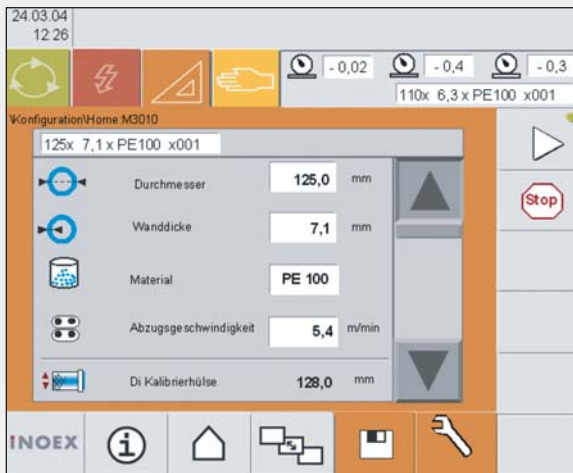 24.03.04
12:26
- 0,02
- 0,4
- 0,3
110x 6,3 x PE100 x001
\Konfiguration\Home:M3010
125x 7,1 x PE100 x001
Durchmesser 125,0 mm
Wanddicke 7,1 mm
Material PE 100
Abzugsgeschwindigkeit 5,4 m/min
Di Kalibrierhülse 128,0 mm
Stop
iNOEX